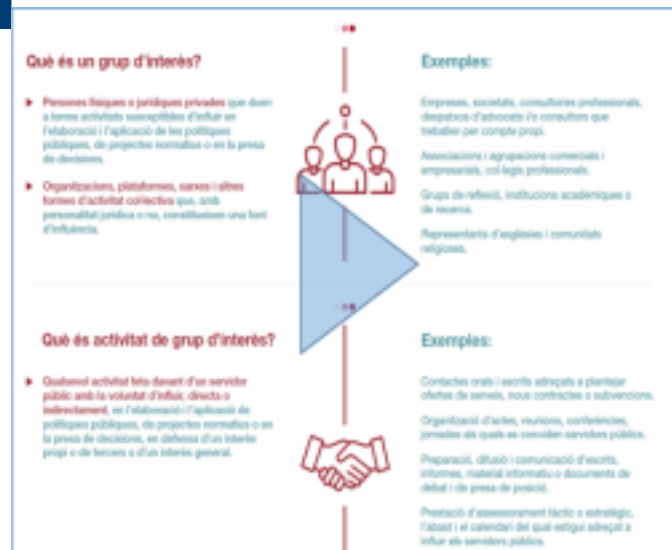 Què és un grup d'interès?
Persones físiques o jurídiques privades que duen
a terme activitats susceptibles d'influir en
l'elaboració i l'aplicació de les polítiques
públiques, de projectes normatius o en la presa
de decisions.
Organitzacions, plataformes, xarxes i altres
formes d'activitat col·lectiva que, amb
personalitat jurídica o no, constitueixen una font
d'influència.
Exemples:
Empreses, societats, consultories professionals,
despatxos d'advocats i/o consultors que
treballen per compte propi.
Associacions i agrupacions comercials i
empresarials, col·legis professionals.
Grups de reflexió, institucions acadèmiques o
de recerca.
Representants d'esglésies i comunitats
religioses.
Què és activitat de grup d'interès?
Qualsevol activitat feta davant d'un servidor
públic amb la voluntat d'influir, directa o
indirectament, en l'elaboració i l'aplicació de
polítiques públiques, de projectes normatius o en
la presa de decisions, en defensa d'un interès
propi o de tercers o d'un interès general.
Exemples:
Contactes orals i escrits adreçats a plantejar
ofertes de serveis, nous contractes o subvencions.
Organització d'actes, reunions, conferències,
jornades als quals es conviden servidors públics.
Preparació, difusió i comunicació d'escrits,
informes, material informatiu o documents de
debat i de presa de posició.
Prestació d'assessorament tàctic o estratègic,
l'abast i el calendari del qual estigui adreçat a
influir els servidors públics.